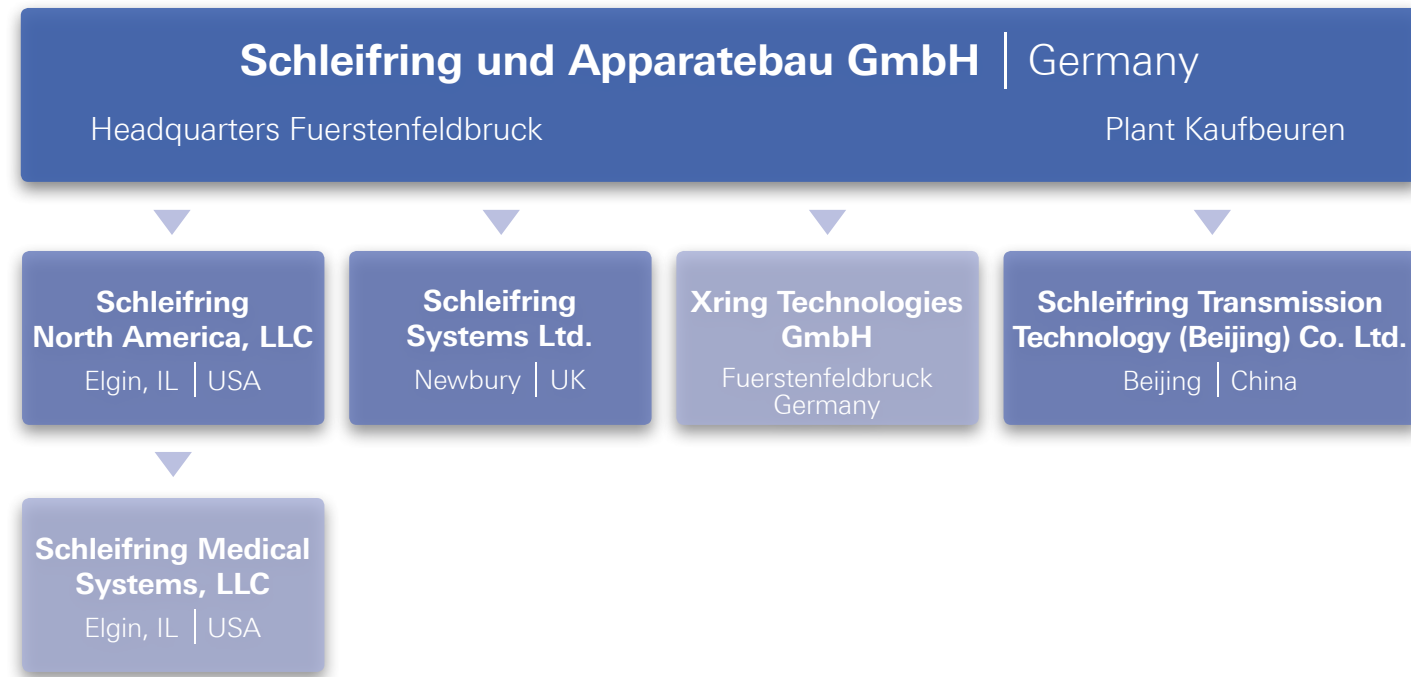 Schleifring und Apparatebau GmbH | Germany
Headquarters Fuerstenfeldbruck Plant Kaufbeuren
Schleifring
North America, LLC
Elgin, IL | USA
Schleifring
Systems Ltd.
Newbury | UK
Xring Technologies
GmbH
Fuerstenfeldbruck
Germany
Schleifring Transmission
Technology (Beijing) Co. Ltd.
Beijing | China
Schleifring Medical
Systems, LLC
Elgin, IL | USA